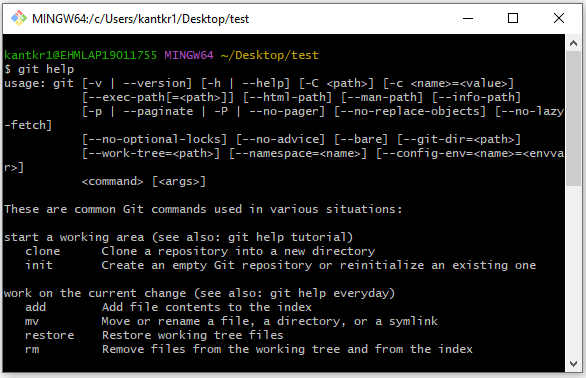 MINGW64:/c/Users/kantkr1/Desktop/test
kantkr1@EHMLAP19011755 MINGW64 ~/Desktop/test
$ git help
usage: git [-v | --version] [-h | --help] [-C <path>] [-c <name>=<value>]
           [--exec-path[=<path>]] [--html-path] [--man-path] [--info-path]
           [-p | --paginate | -P | --no-pager] [--no-replace-objects] [--no-lazy
-fetch]
           [--no-optional-locks] [--no-advice] [--bare] [--git-dir=<path>]
           [--work-tree=<path>] [--namespace=<name>] [--config-env=<name>=<envva
r>]
           <command> [<args>]
These are common Git commands used in various situations:
start a working area (see also: git help tutorial)
   clone      Clone a repository into a new directory
   init       Create an empty Git repository or reinitialize an existing one
work on the current change (see also: git help everyday)
   add        Add file contents to the index
   mv         Move or rename a file, a directory, or a symlink
   restore    Restore working tree files
   rm         Remove files from the working tree and from the index